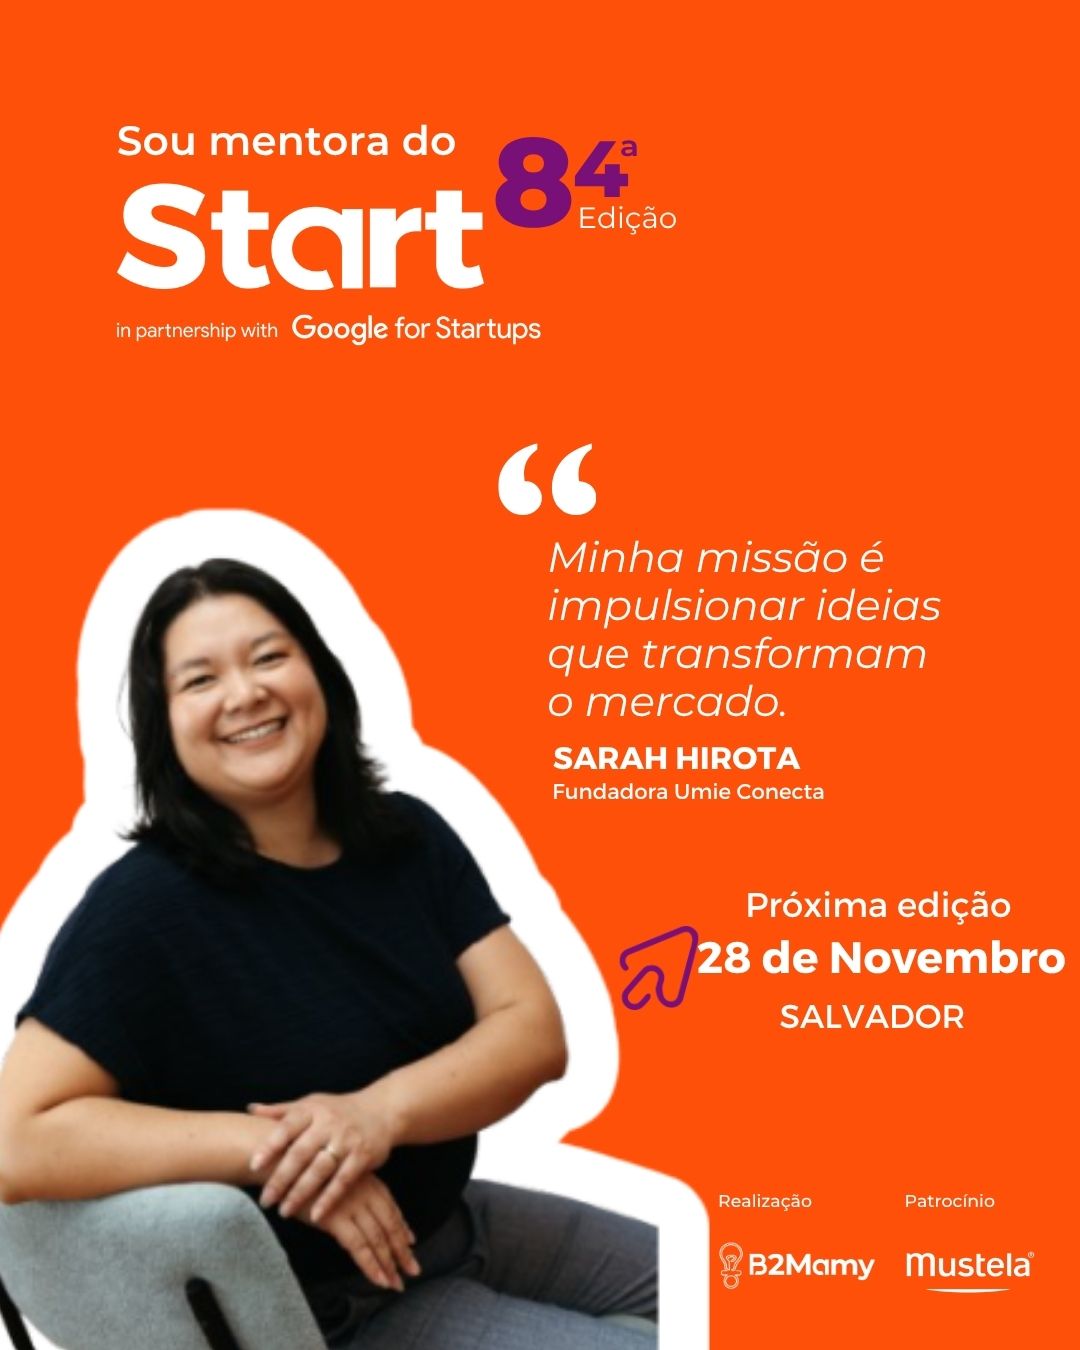 Sou mentora do
Start
84ª
Edição
in partnership with Google for Startups
“
Minha missão é
impulsionar ideias
que transformam
o mercado.
SARAH HIROTA
Fundadora Umie Conecta
Próxima edição
28 de Novembro
SALVADOR
Realização
Patrocínio
B2Mamy
Mustela®